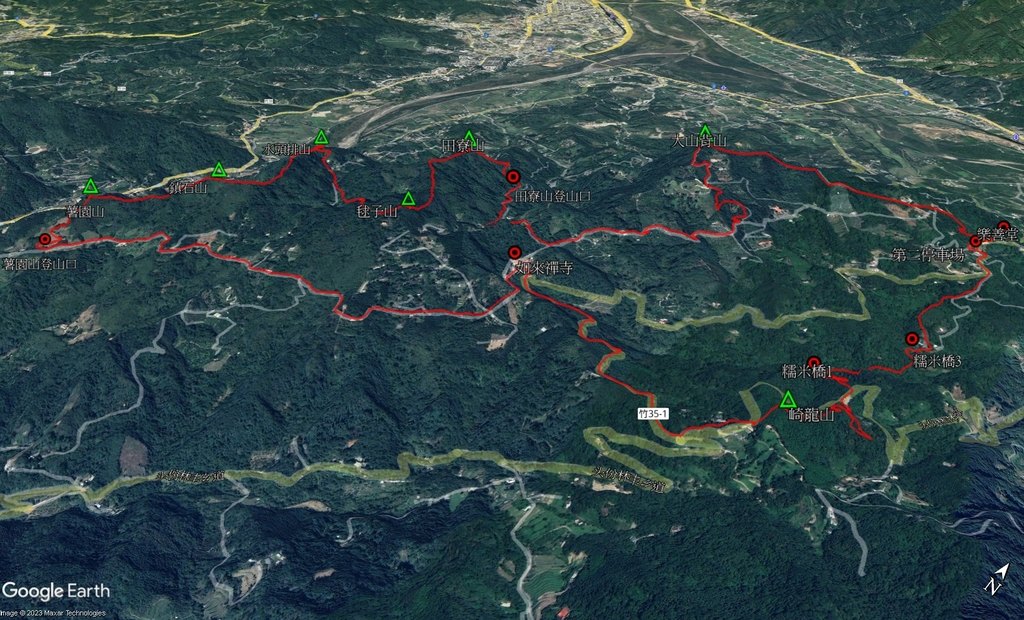 水頭排山
田寮山
大山背山
鎮石山
田寮山登山口
薯園山
毬子山
樂善堂
第二停車場
薯園山登山口
如來禪寺
糯米橋3
糯米橋1
竹35-1
崎龍山
Google Earth
Image © 2023 Maxar Technologies
N